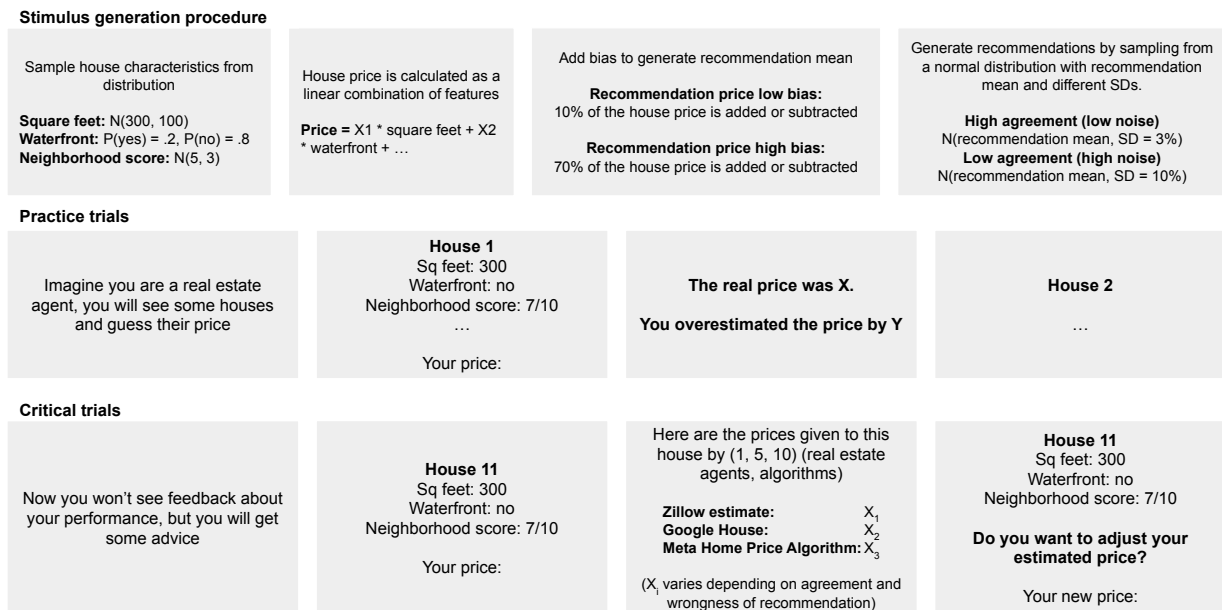 Stimulus generation procedure
Sample house characteristics from
distribution
Square feet: N(300, 100)
Waterfront: P(yes) = .2, P(no) = .8
Neighborhood score: N(5, 3)
House price is calculated as a
linear combination of features
Price = X1 * square feet + X2
* waterfront + …
Add bias to generate recommendation mean
Recommendation price low bias:
10% of the house price is added or subtracted
Recommendation price high bias:
70% of the house price is added or subtracted
Generate recommendations by sampling from
a normal distribution with recommendation
mean and different SDs.
High agreement (low noise)
N(recommendation mean, SD = 3%)
Low agreement (high noise)
N(recommendation mean, SD = 10%)
Practice trials
Imagine you are a real estate
agent, you will see some houses
and guess their price
House 1
Sq feet: 300
Waterfront: no
Neighborhood score: 7/10
…
Your price:
The real price was X.
You overestimated the price by Y
House 2
…
Critical trials
Now you won't see feedback about
your performance, but you will get
some advice
House 11
Sq feet: 300
Waterfront: no
Neighborhood score: 7/10
Your price:
Here are the prices given to this
house by (1, 5, 10) (real estate
agents, algorithms)
Zillow estimate: X1
Google House: X2
Meta Home Price Algorithm: X3
(Xi varies depending on agreement and
wrongness of recommendation)
House 11
Sq feet: 300
Waterfront: no
Neighborhood score: 7/10
Do you want to adjust your
estimated price?
Your new price: